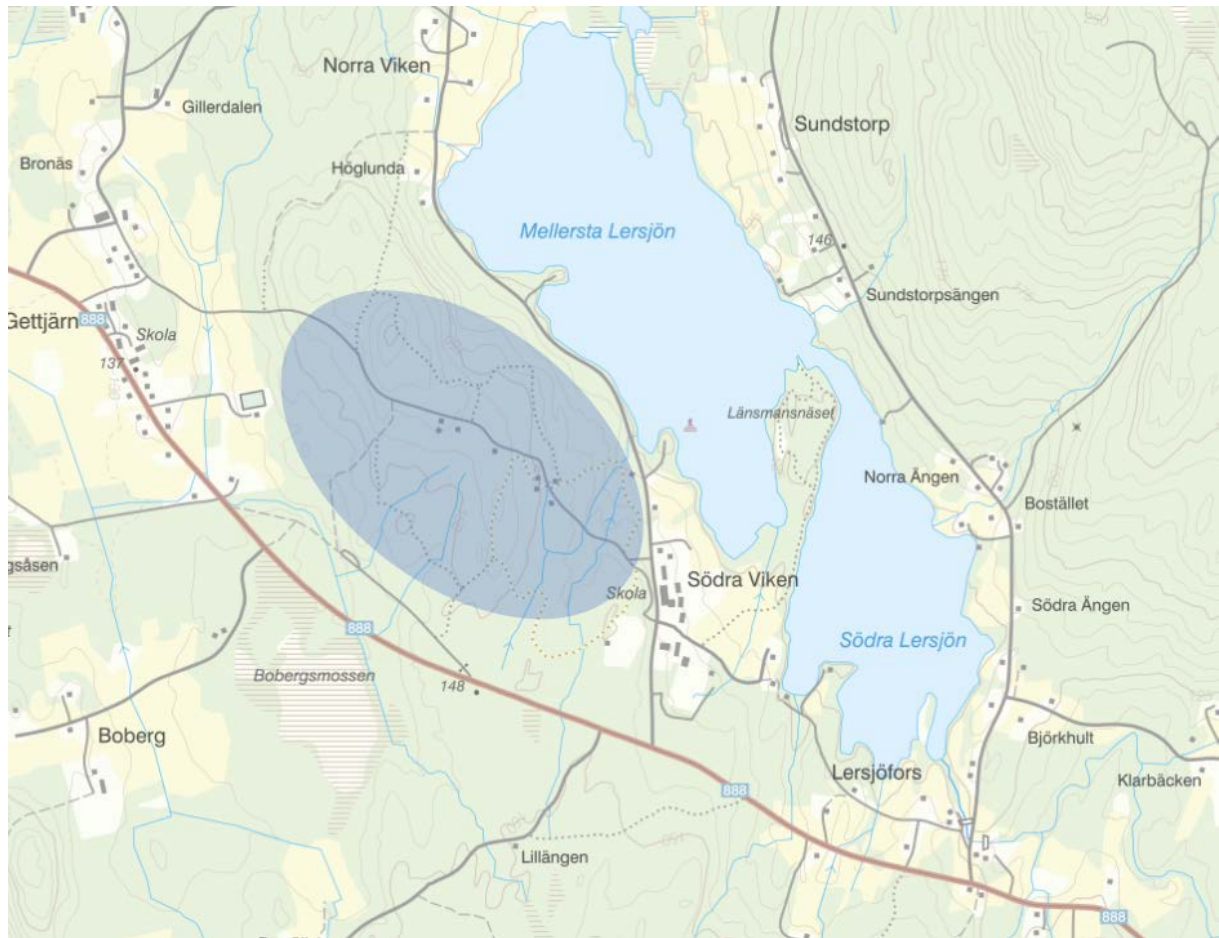 Norra Viken
Gillerdalen
Sundstorp
Bronäs
Höglunda
Mellersta Lersjön
146
Sundstorpsängen
Gettjärn
888
Skola
137
Länsmansnäset
Norra Ängen
Bostället
gsåsen
Södra Viken
Skola
Södra Ängen
888
Södra Lersjön
t
Bobergsmossen
148
Boberg
Björkhult
Lersjöfors
Klarbäcken
888
Lillängen
888